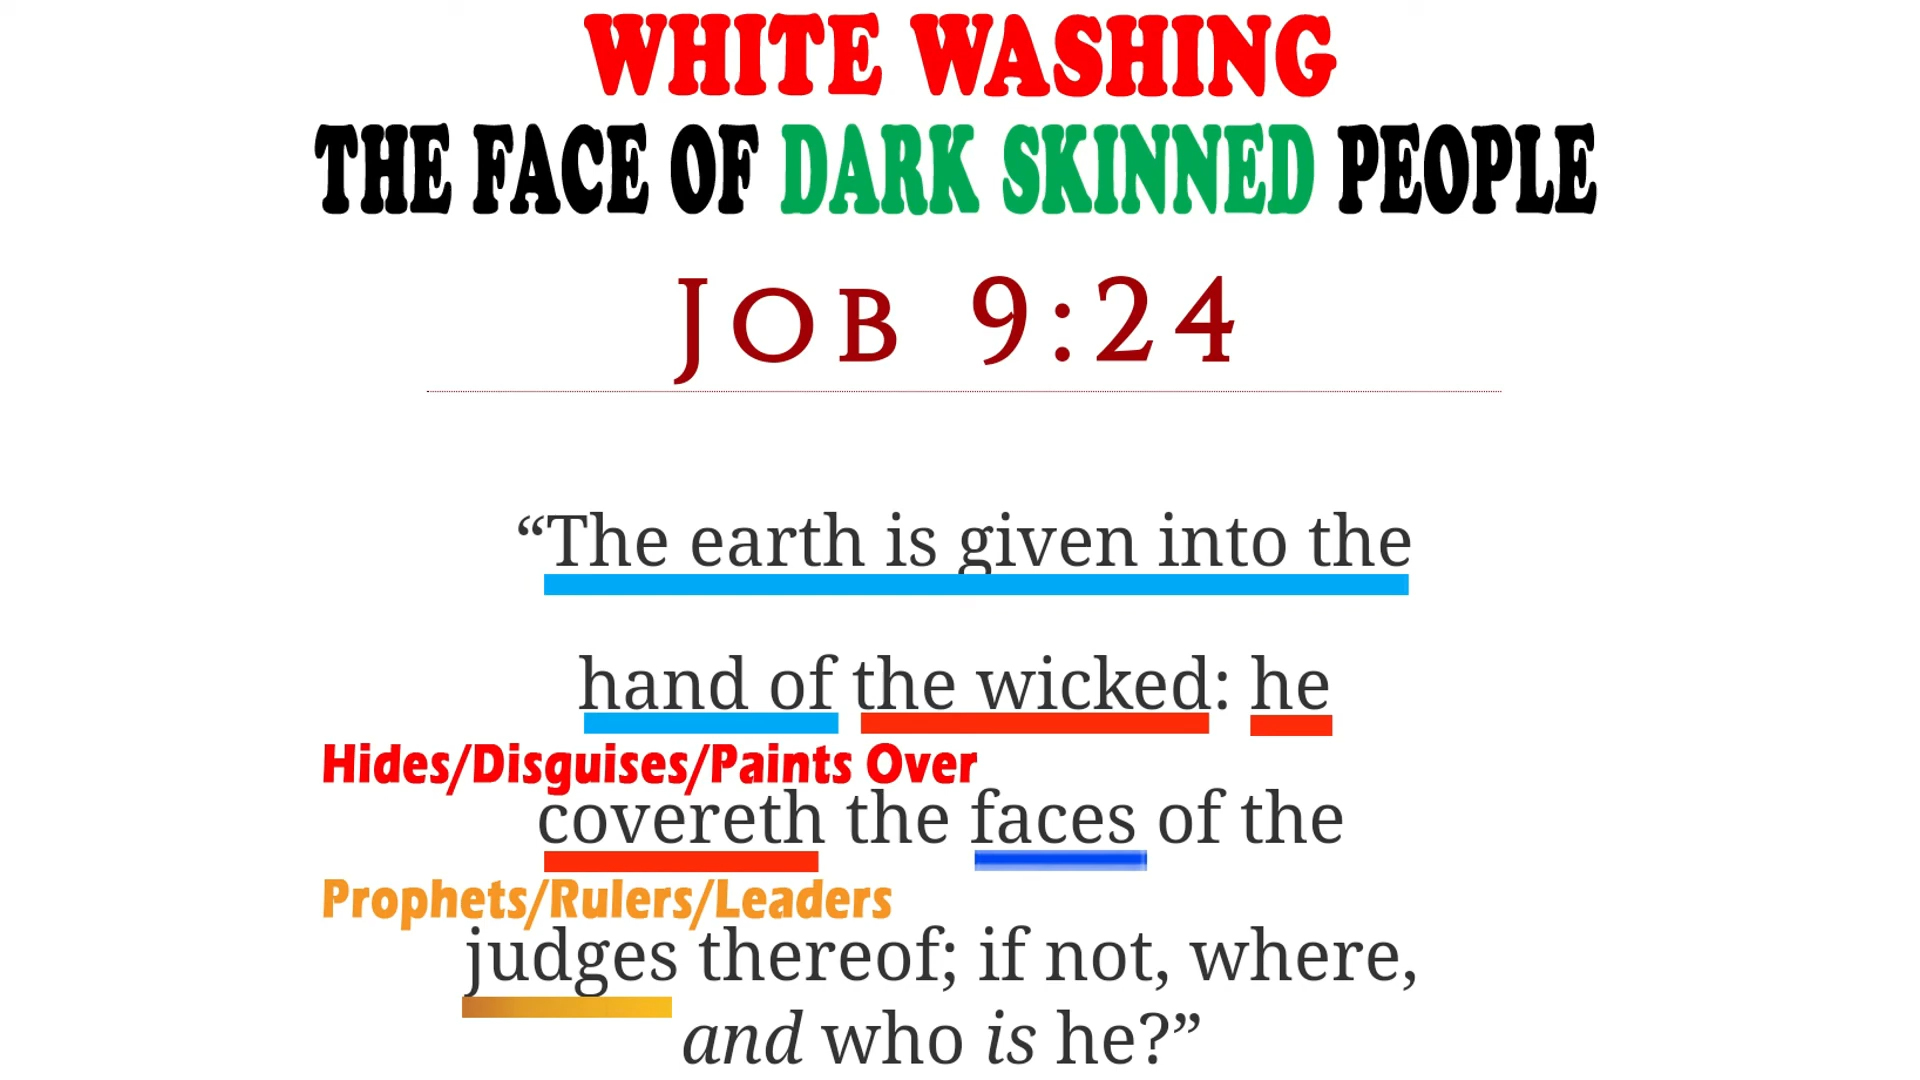 WHITE WASHING
THE FACE OF DARK SKINNED PEOPLE
JOB 9:24
“The earth is given into the
hand of the wicked: he
Hides/Disguises/Paints Over
covereth the faces of the
Prophets/Rulers/Leaders
judges thereof; if not, where,
and who is he?”